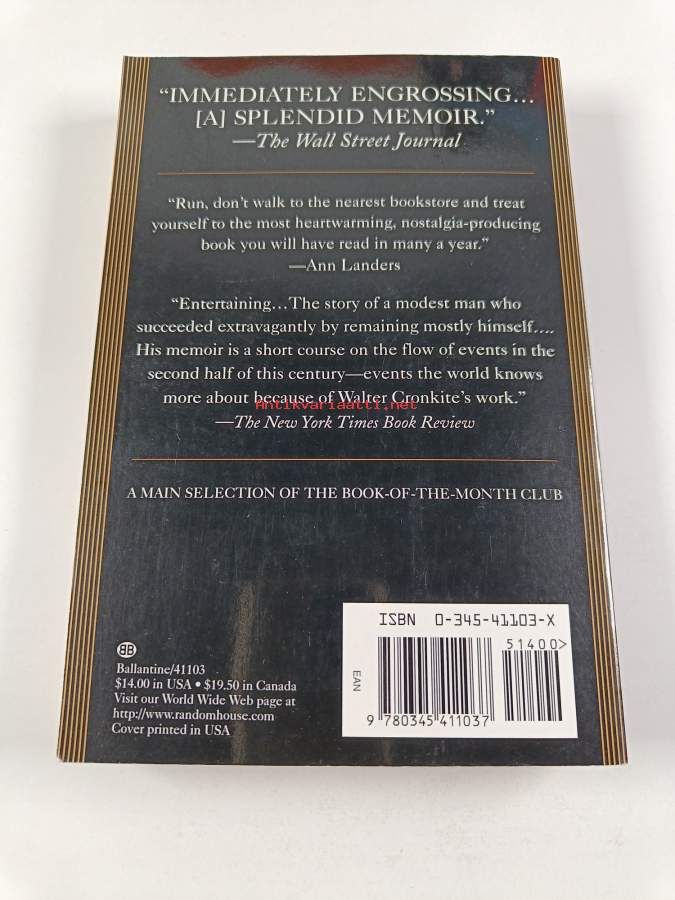 “IMMEDIATELY ENGROSSING...
[A] SPLENDID MEMOIR.”
—The Wall Street Journal
“Run, don’t walk to the nearest bookstore and treat
yourself to the most heartwarming, nostalgia-producing
book you will have read in many a year.”
—Ann Landers
“Entertaining...The story of a modest man who
succeeded extravagantly by remaining mostly himself....
His memoir is a short course on the flow of events in the
second half of this century—events the world knows
more about because of Walter Cronkite’s work.”
Antikvariaatti.net
—The New York Times Book Review
A MAIN SELECTION OF THE BOOK-OF-THE-MONTH CLUB
ISBN 0-345-41103-X
51400>
EAN
9 780345 411037
BB
Ballantine/41103
$14.00 in USA • $19.50 in Canada
Visit our World Wide Web page at
http://www.randomhouse.com
Cover printed in USA